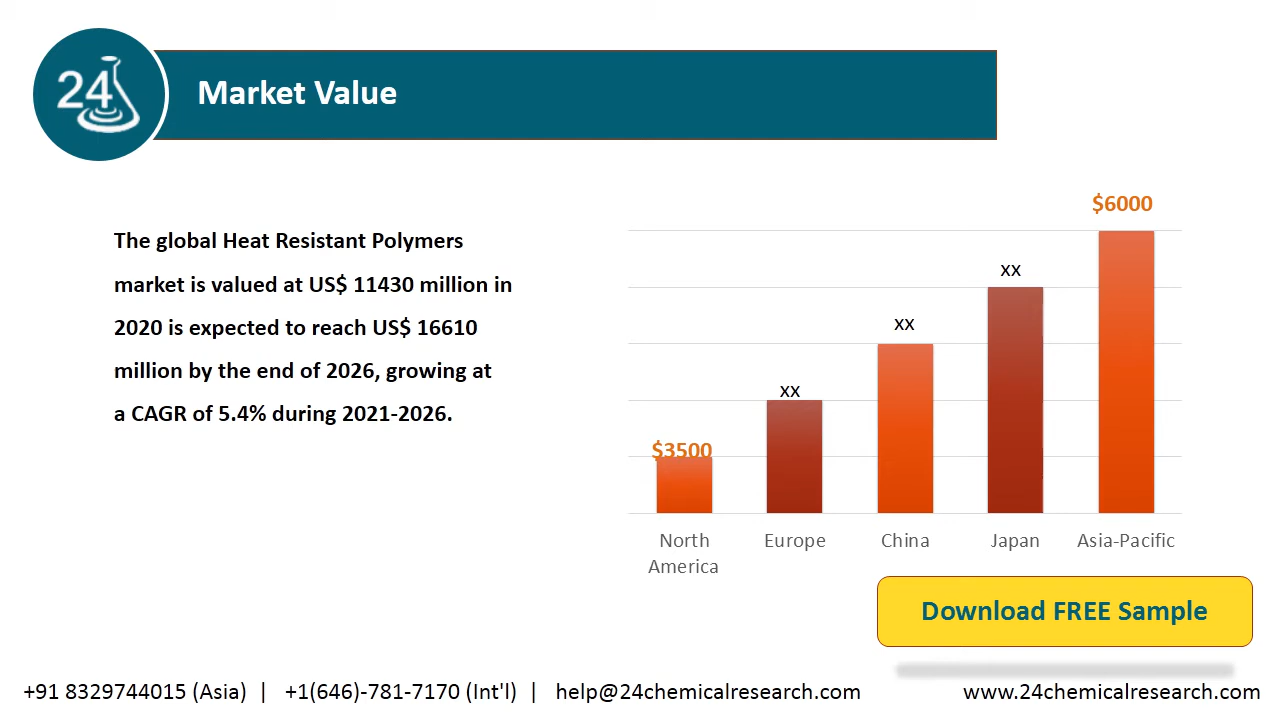 24
Market Value
The global Heat Resistant Polymers
market is valued at US$ 11430 million in
2020 is expected to reach US$ 16610
million by the end of 2026, growing at
a CAGR of 5.4% during 2021-2026.
$3500
xx
xx
xx
$6000
North
America
Europe
China
Japan
Asia-Pacific
Download FREE Sample
+91 8329744015 (Asia) | +1(646)-781-7170 (Int'l) | help@24chemicalresearch.com www.24chemicalresearch.com